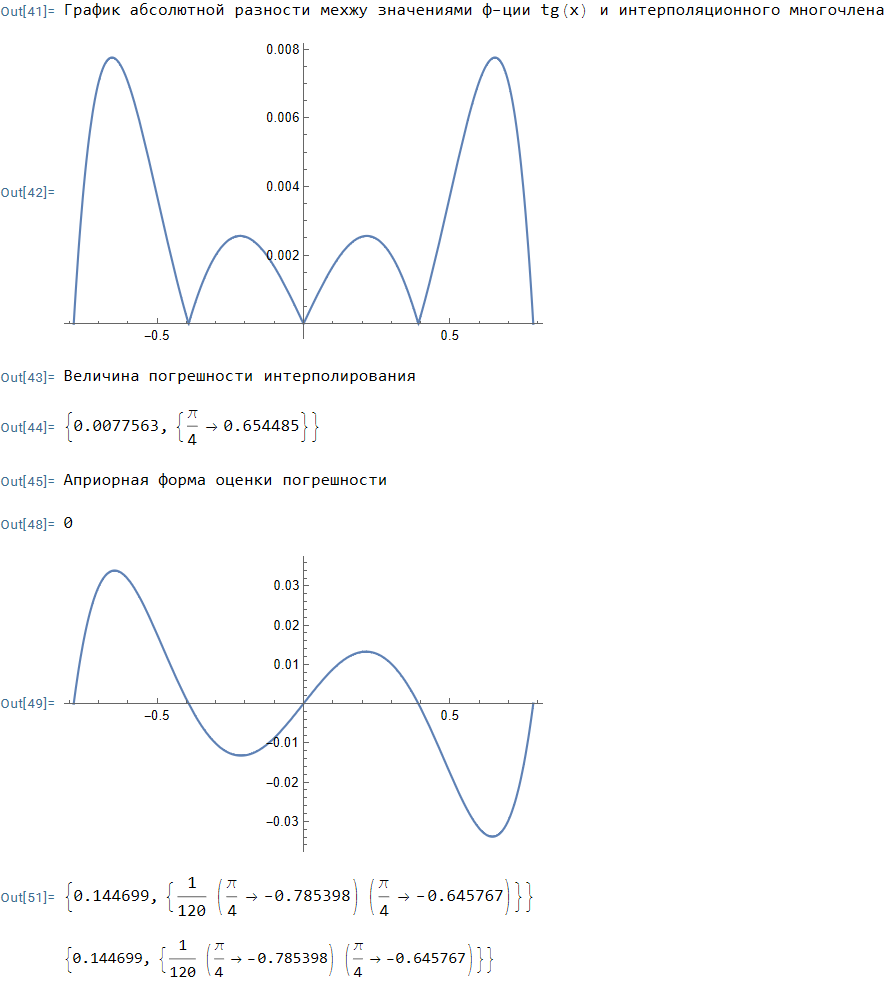 Out[41]= График абсолютной разности мехжу значениями ф-ции tg(x) и интерполяционного многочлена
0.008
0.006
0.004
Out[42]=
0.002
-0.5 0.5
Out[43]= Величина погрешности интерполирования
Out[44]= {0.0077563, {π/4 → 0.654485}}
Out[45]= Априорная форма оценки погрешности
Out[48]= 0
0.03
0.02
0.01
Out[49]=
-0.5 0.5
-0.01
-0.02
-0.03
Out[51]= {0.144699, {1/120 (π/4 → -0.785398) (π/4 → -0.645767)}}
{0.144699, {1/120 (π/4 → -0.785398) (π/4 → -0.645767)}}